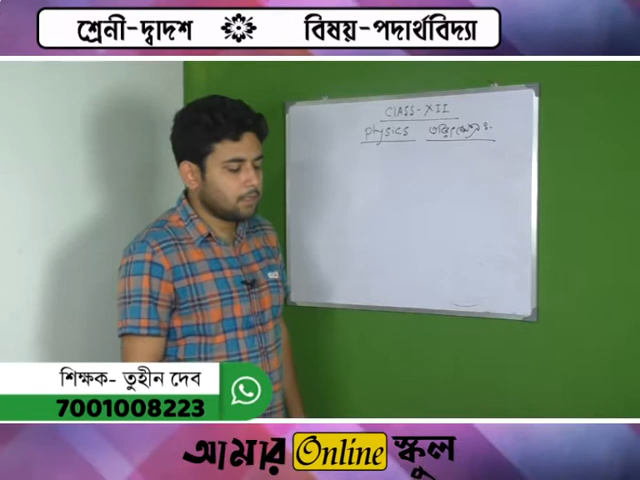 শ্রেনী-দ্বাদশ বিষয়-পদার্থবিদ্যা
CLASS-XII
Physics
শিক্ষক- তুহীন দেব
7001008223
আমার Online স্কুল